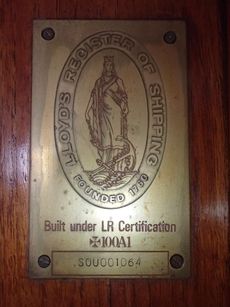 LLOYD'S REGISTER OF SHIPPING
FOUNDED 1760
Built under LR Certification
✠100A1
SOU001064